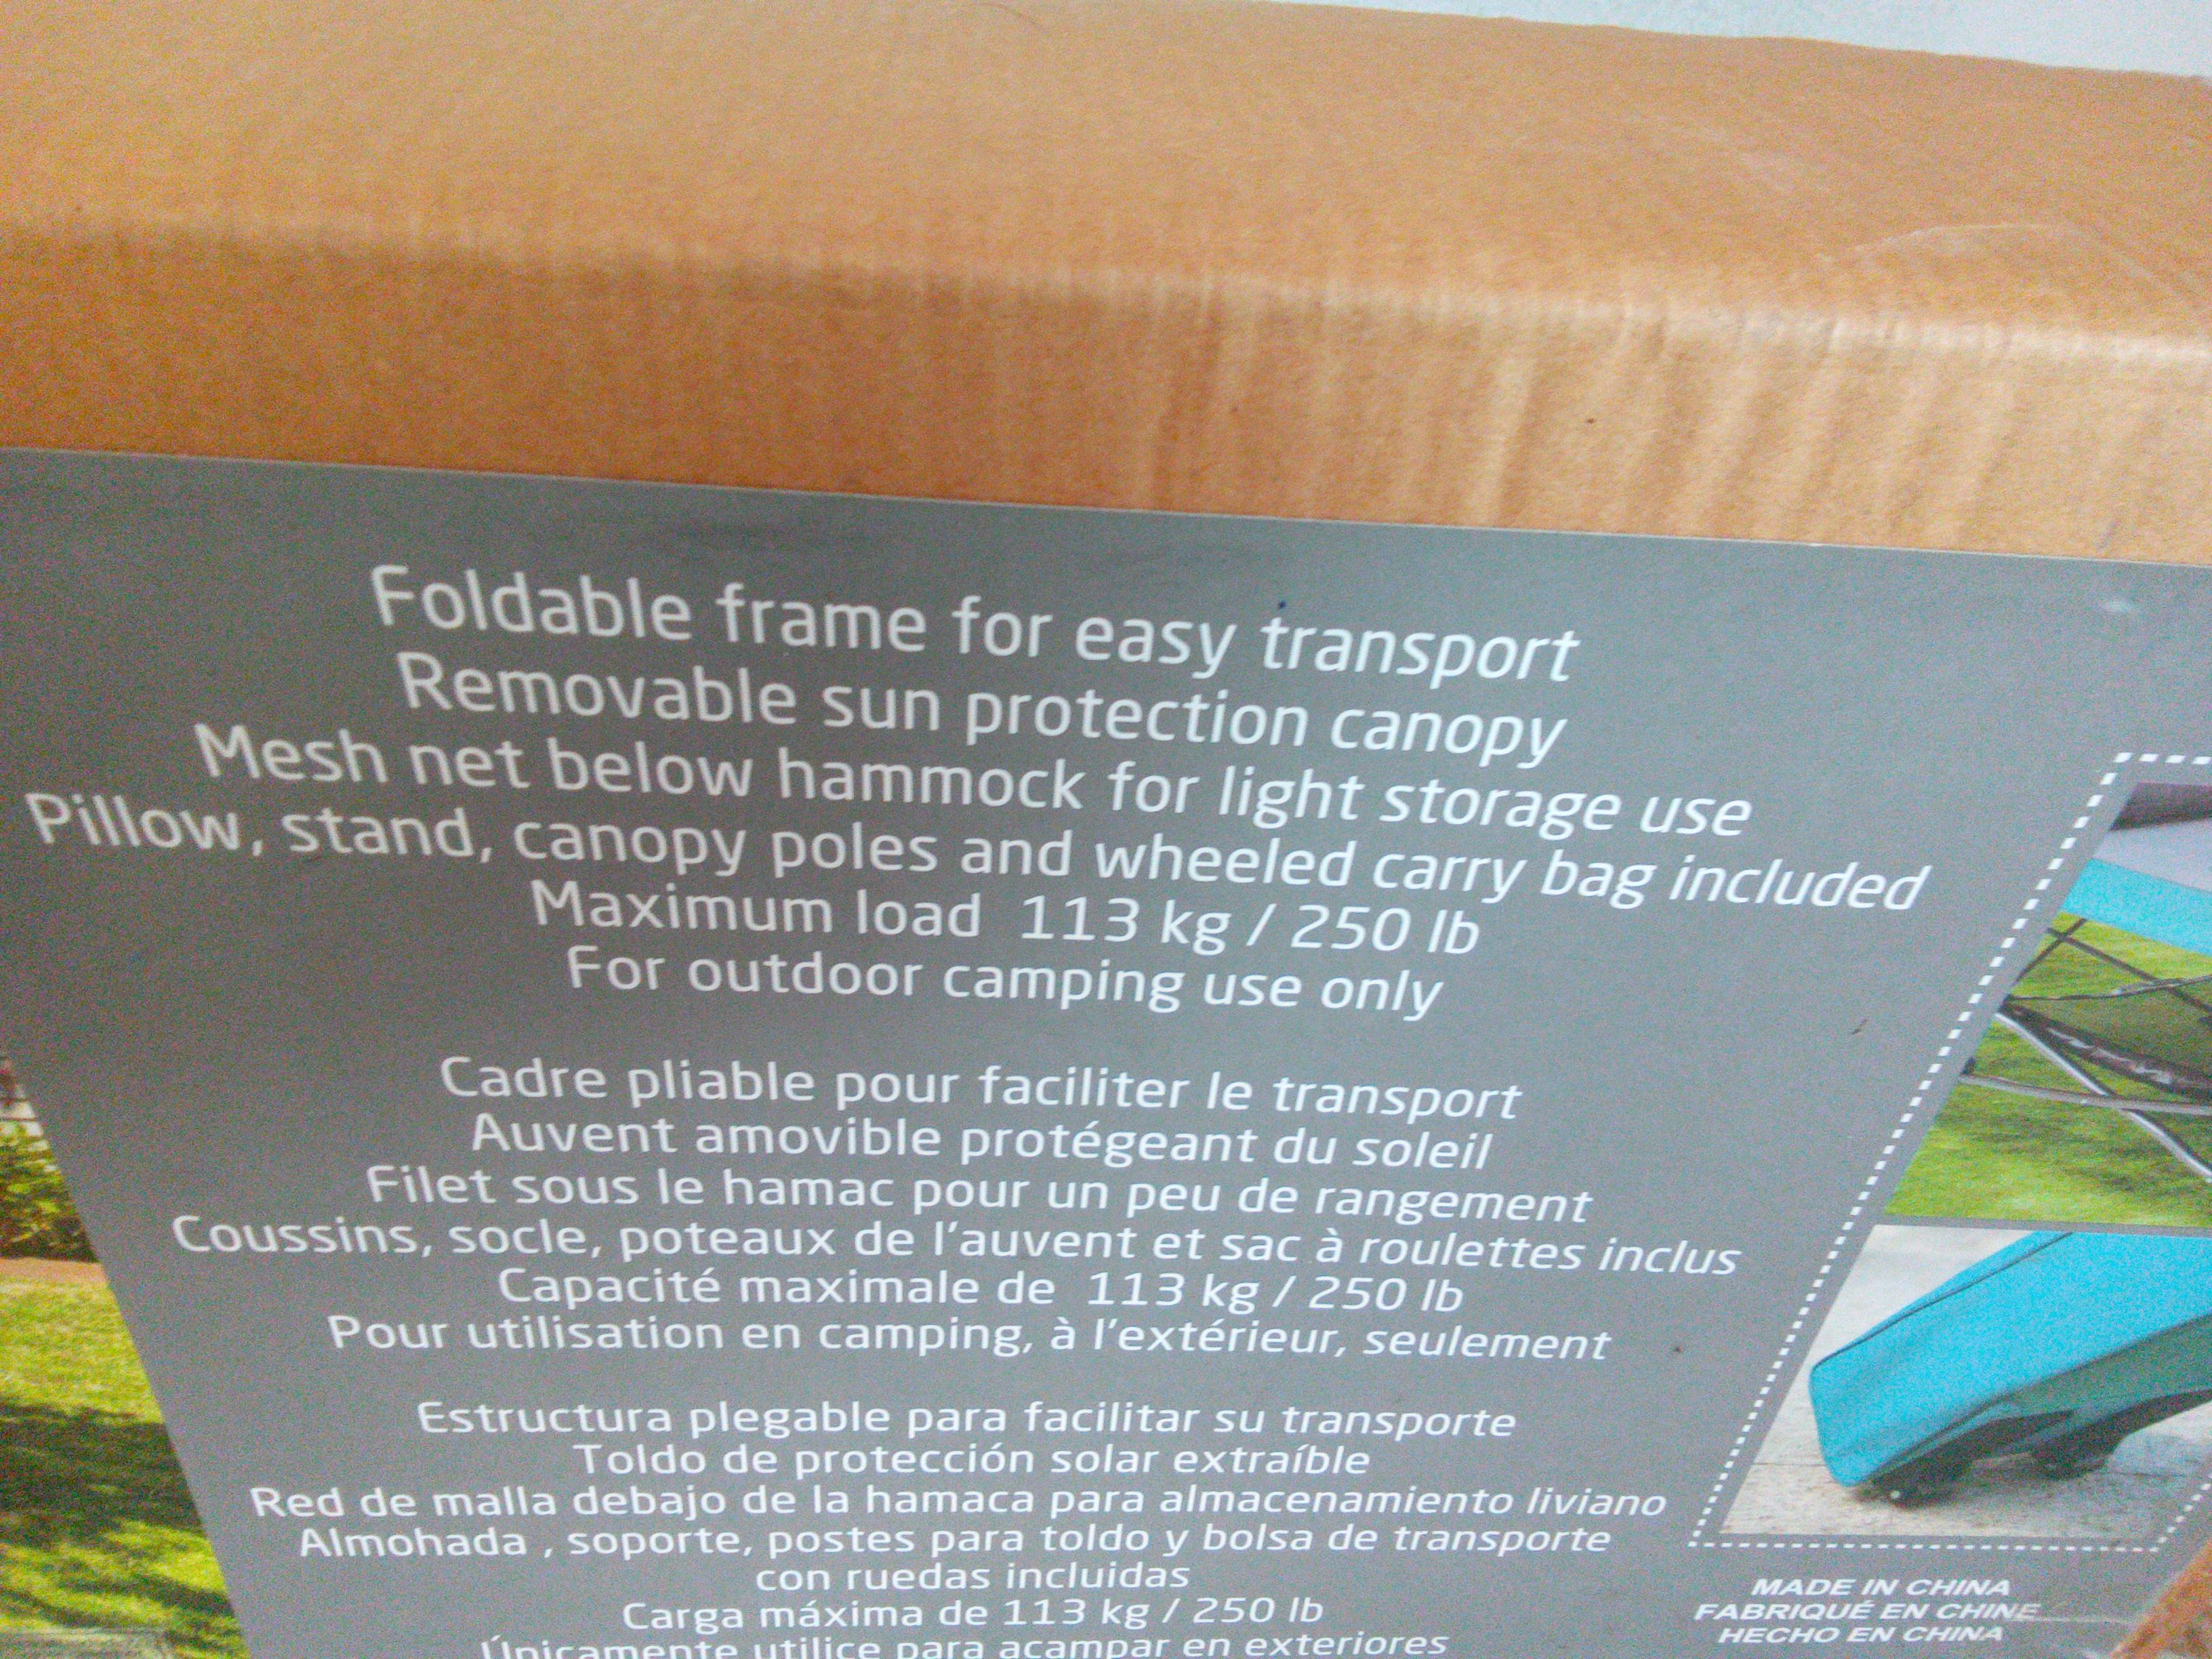 Foldable frame for easy transport
Removable sun protection canopy
Mesh net below hammock for light storage use
Pillow, stand, canopy poles and wheeled carry bag included
Maximum load 113 kg / 250 lb
For outdoor camping use only
Cadre pliable pour faciliter le transport
Auvent amovible protégeant du soleil
Filet sous le hamac pour un peu de rangement
Coussins, socle, poteaux de l'auvent et sac à roulettes inclus
Capacité maximale de 113 kg / 250 lb
Pour utilisation en camping, à l'extérieur, seulement
Estructura plegable para facilitar su transporte
Toldo de protección solar extraíble
Red de malla debajo de la hamaca para almacenamiento liviano
Almohada , soporte, postes para toldo y bolsa de transporte
con ruedas incluidas
Carga máxima de 113 kg / 250 lb
Únicamente utilice para acampar en exteriores
MADE IN CHINA
FABRIQUÉ EN CHINE
HECHO EN CHINA